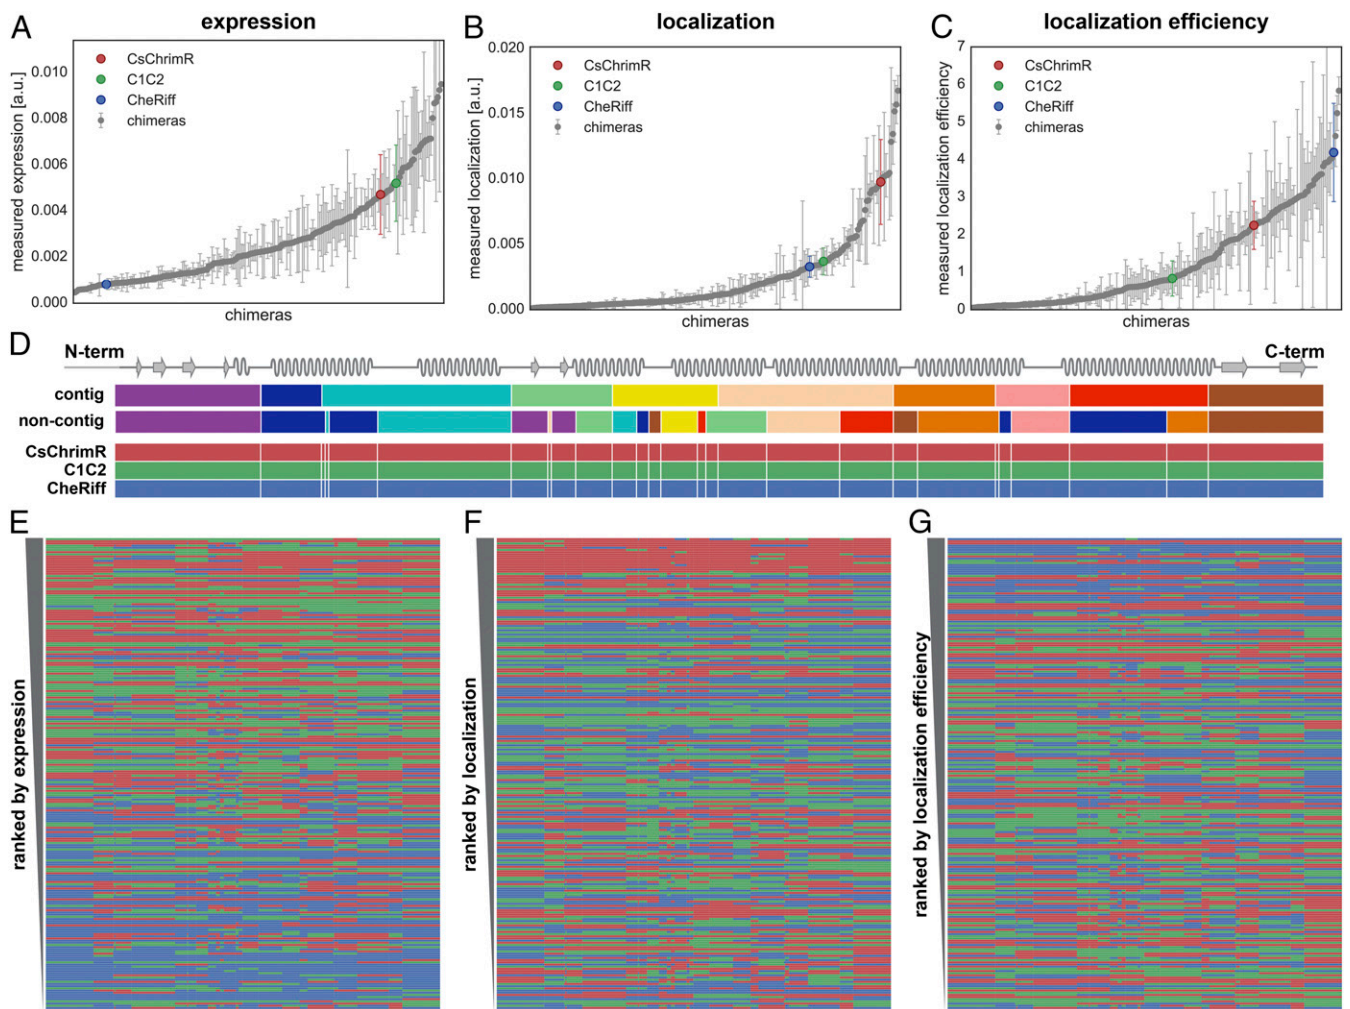 A
expression
measured expression [a.u.]
0.010
0.008
0.006
0.004
0.002
0.000
CsChrimR
C1C2
CheRiff
chimeras
chimeras
B
localization
measured localization [a.u.]
0.020
0.015
0.010
0.005
0.000
CsChrimR
C1C2
CheRiff
chimeras
chimeras
C
localization efficiency
measured localization efficiency
7
6
5
4
3
2
1
0
CsChrimR
C1C2
CheRiff
chimeras
chimeras
D
N-term
C-term
contig
non-contig
CsChrimR
C1C2
CheRiff
E
ranked by expression
F
ranked by localization
G
ranked by localization efficiency